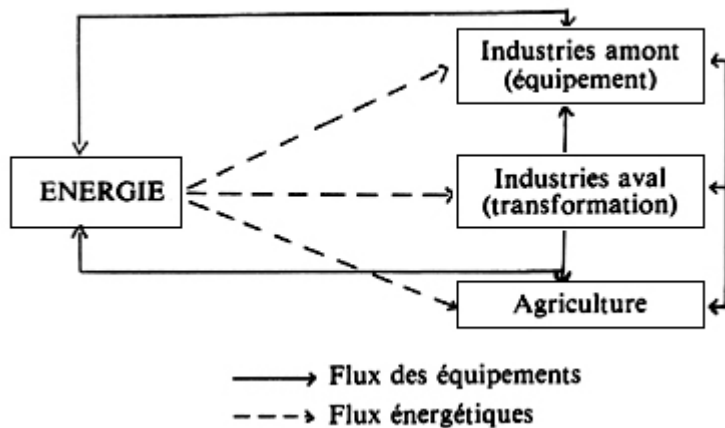 Industries amont
(équipement)
ENERGIE
Industries aval
(transformation)
Agriculture
Flux des équipements
Flux énergétiques